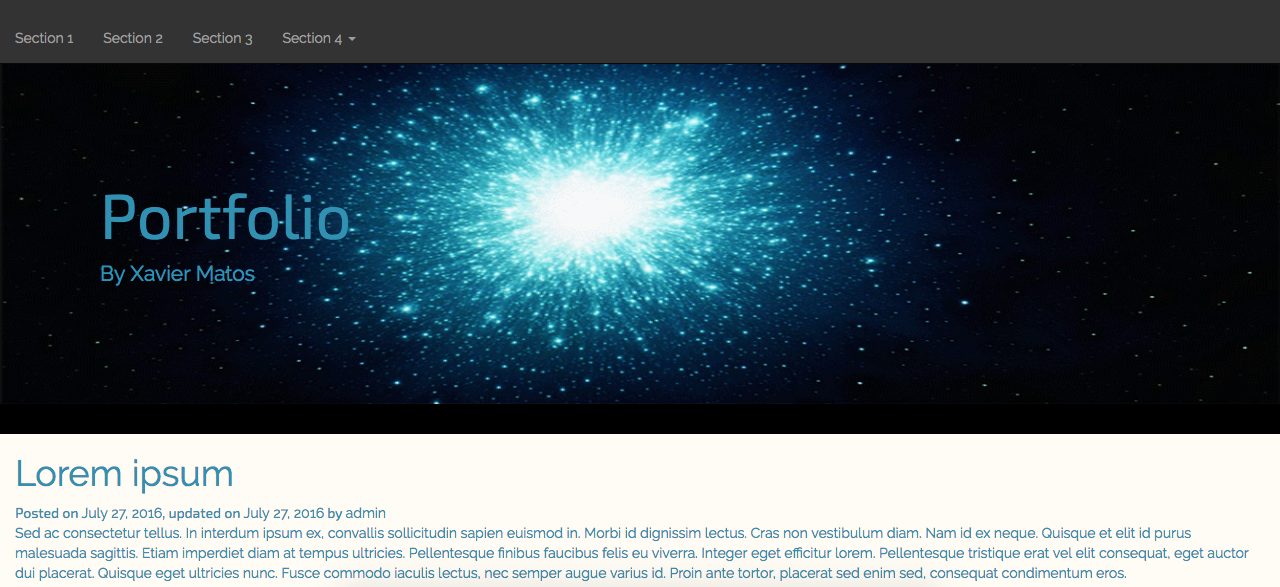 Section 1 Section 2 Section 3 Section 4
Portfolio
By Xavier Matos
Lorem ipsum
Posted on July 27, 2016, updated on July 27, 2016 by admin
Sed ac consectetur tellus. In interdum ipsum ex, convallis sollicitudin sapien euismod in. Morbi id dignissim lectus. Cras non vestibulum diam. Nam id ex neque. Quisque et elit id purus
malesuada sagittis. Etiam imperdiet diam at tempus ultricies. Pellentesque finibus faucibus felis eu viverra. Integer eget efficitur lorem. Pellentesque tristique erat vel elit consequat, eget auctor
dui placerat. Quisque eget ultricies nunc. Fusce commodo iaculis lectus, nec semper augue varius id. Proin ante tortor, placerat sed enim sed, consequat condimentum eros.